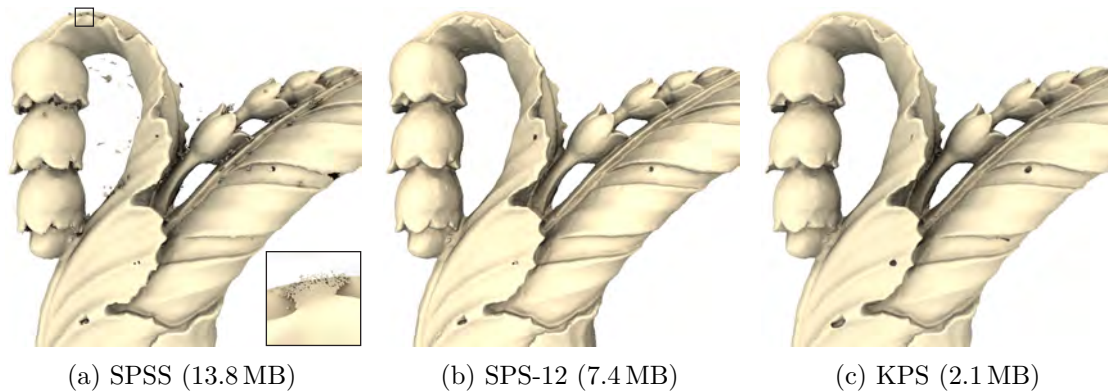 (a) SPSS (13.8 MB)
(b) SPS-12 (7.4 MB)
(c) KPS (2.1 MB)